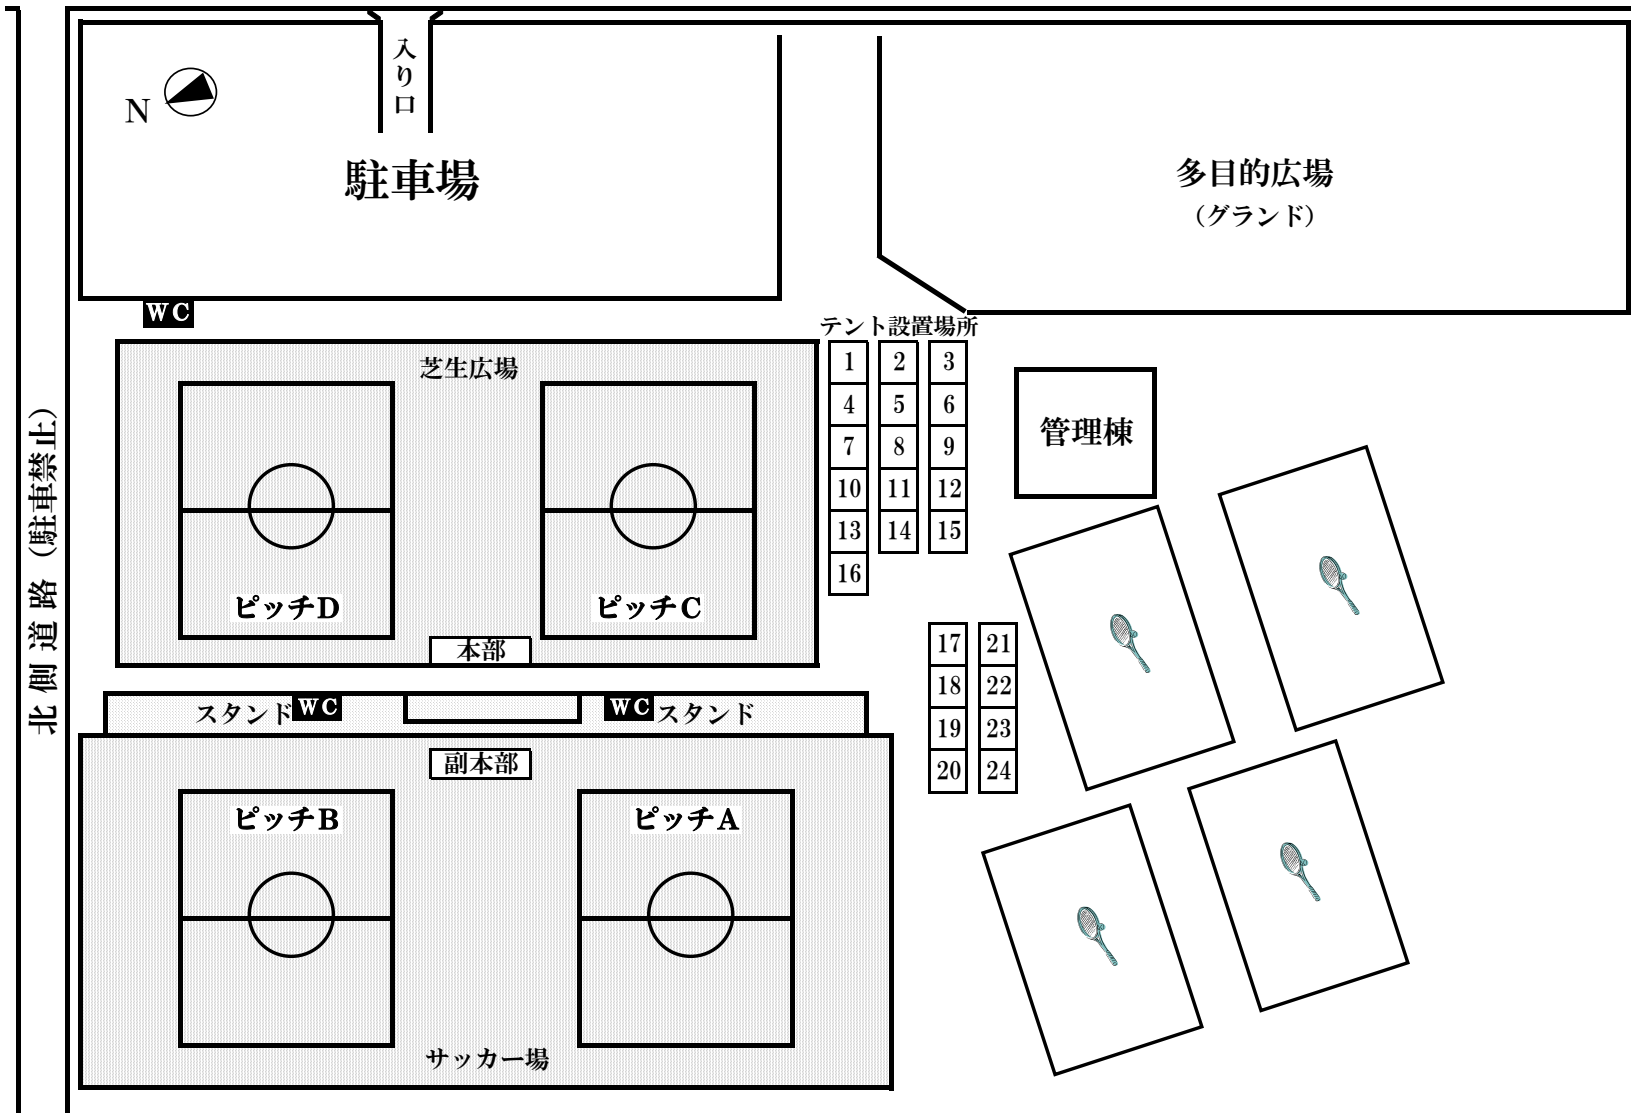 入り口
N
駐車場
多目的広場
（グランド）
WC
テント設置場所
芝生広場
1 2 3
4 5 6
7 8 9
10 11 12
13 14 15
16
管理棟
北側道路（駐車禁止）
ピッチD
ピッチC
本部
17 21
18 22
19 23
20 24
スタンド
WC
WC
スタンド
副本部
ピッチB
ピッチA
サッカー場